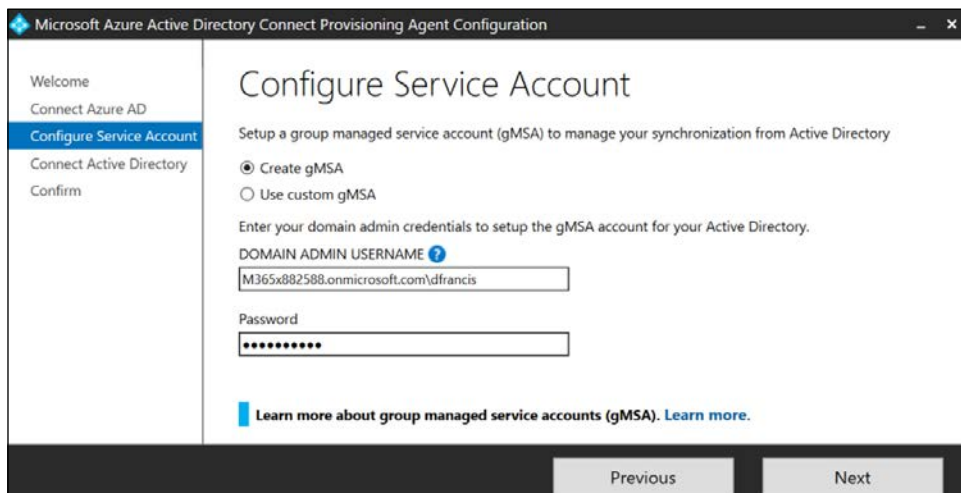 Microsoft Azure Active Directory Connect Provisioning Agent Configuration
Welcome
Connect Azure AD
Configure Service Account
Connect Active Directory
Confirm
Configure Service Account
Setup a group managed service account (gMSA) to manage your synchronization from Active Directory
Create gMSA
Use custom gMSA
Enter your domain admin credentials to setup the gMSA account for your Active Directory.
DOMAIN ADMIN USERNAME ?
M365x882588.onmicrosoft.com\dfrancis
Password
••••••••••
Learn more about group managed service accounts (gMSA). Learn more.
Previous
Next